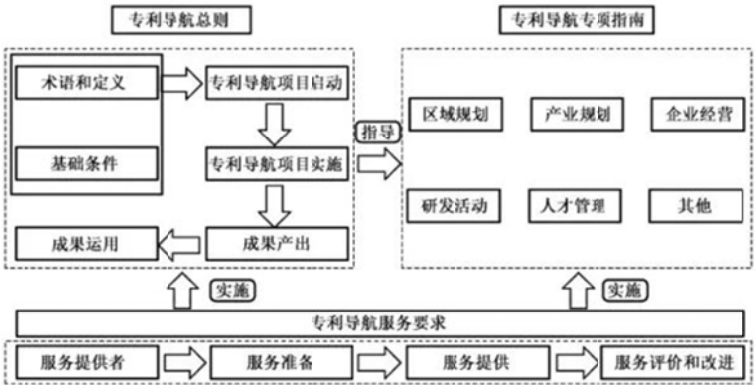 专利导航总则
专利导航专项指南
术语和定义
专利导航项目启动
基础条件
专利导航项目实施
成果运用
成果产出
指导
区域规划
产业规划
企业经营
研发活动
人才管理
其他
实施
实施
专利导航服务要求
服务提供者
服务准备
服务提供
服务评价和改进